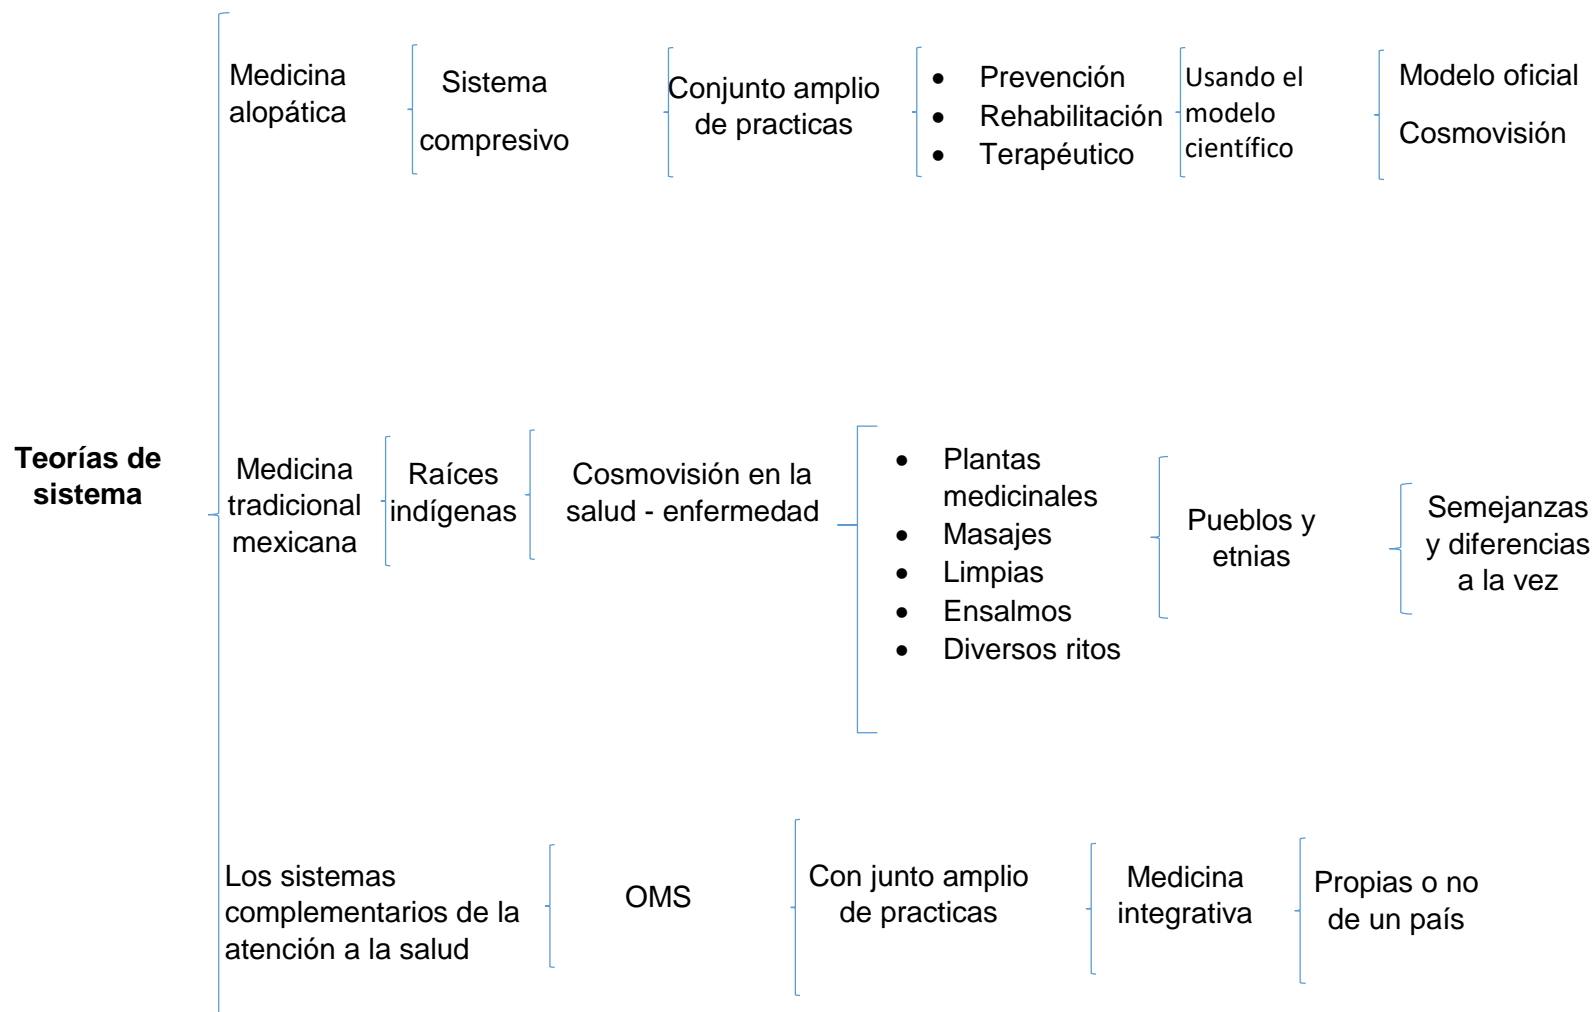 Teorías de
sistema
Medicina
alopática
Sistema
compresivo
Conjunto amplio
de practicas
• Prevención
• Rehabilitación
• Terapéutico
Usando el
modelo
científico
Modelo oficial
Cosmovisión
Medicina
tradicional
mexicana
Raíces
indígenas
Cosmovisión en la
salud - enfermedad
• Plantas
medicinales
• Masajes
• Limpias
• Ensalmos
• Diversos ritos
Pueblos y
etnias
Semejanzas
y diferencias
a la vez
Los sistemas
complementarios de la
atención a la salud
OMS
Con junto amplio
de practicas
Medicina
integrativa
Propias o no
de un país